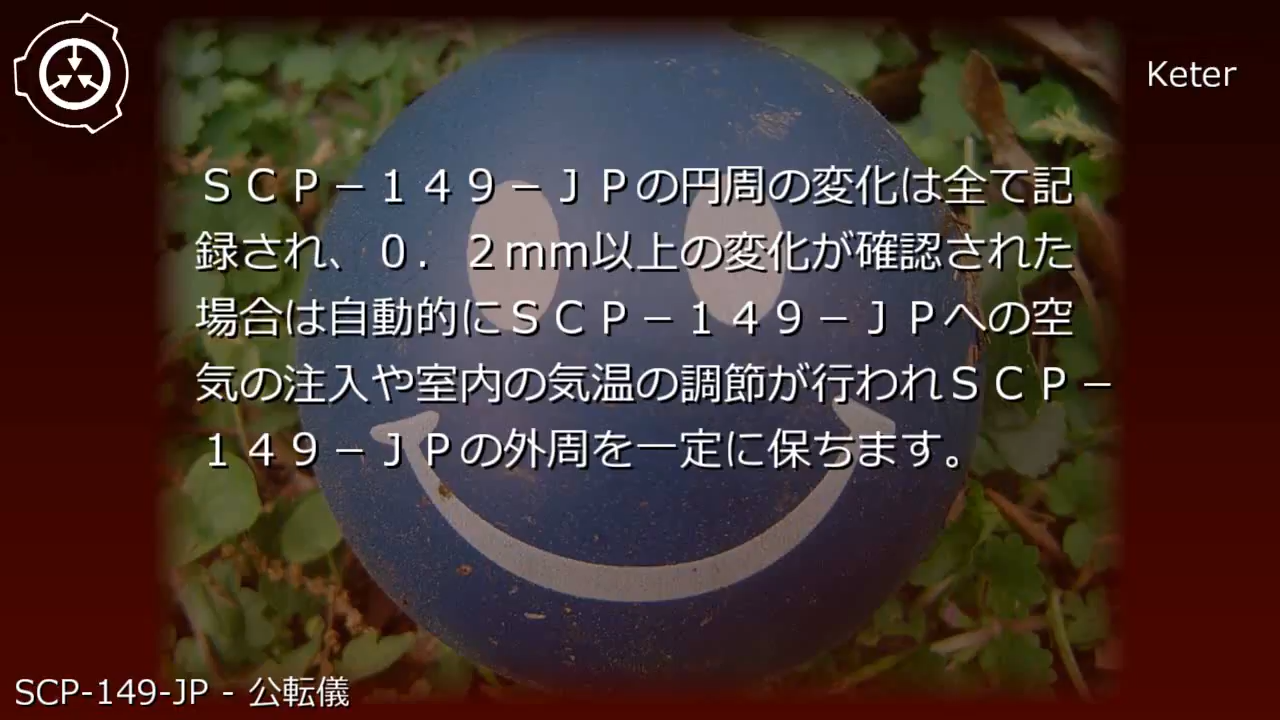 Keter
ＳＣＰ－１４９－ＪＰの円周の変化は全て記
録され、０．２ｍｍ以上の変化が確認された
場合は自動的にＳＣＰ－１４９－ＪＰへの空
気の注入や室内の気温の調節が行われＳＣＰ－
１４９－ＪＰの外周を一定に保ちます。
SCP-149-JP - 公転儀